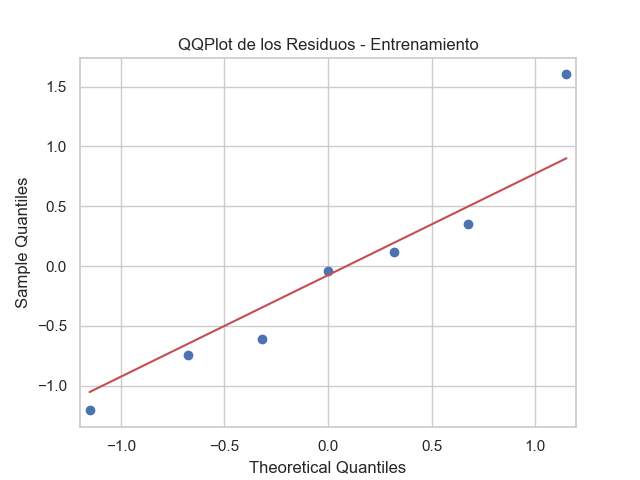 QQPlot de los Residuos - Entrenamiento
1.5
1.0
0.5
0.0
−0.5
−1.0
Sample Quantiles
−1.0 −0.5 0.0 0.5 1.0
Theoretical Quantiles